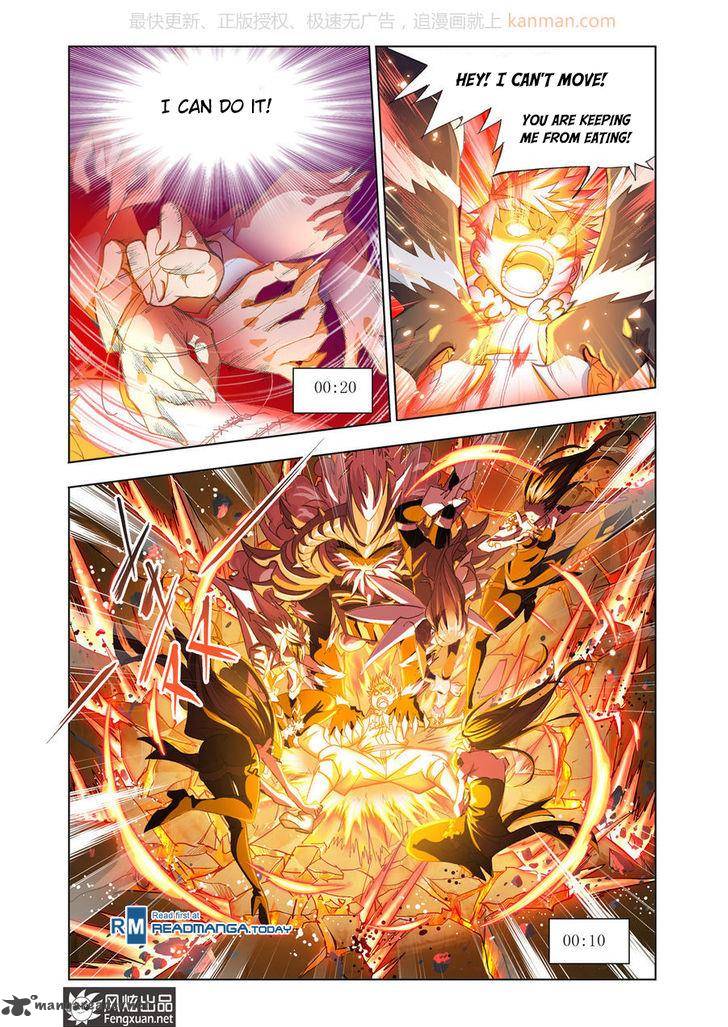 最快更新、正版授权、极速无广告，追漫画就上 kanman.com
I CAN DO IT!
00:20
HEY! I CAN'T MOVE!
YOU ARE KEEPING
ME FROM EATING!
00:10
RM
Read first at
READMANGA.TODAY
风炫出品
Fengxuan.net